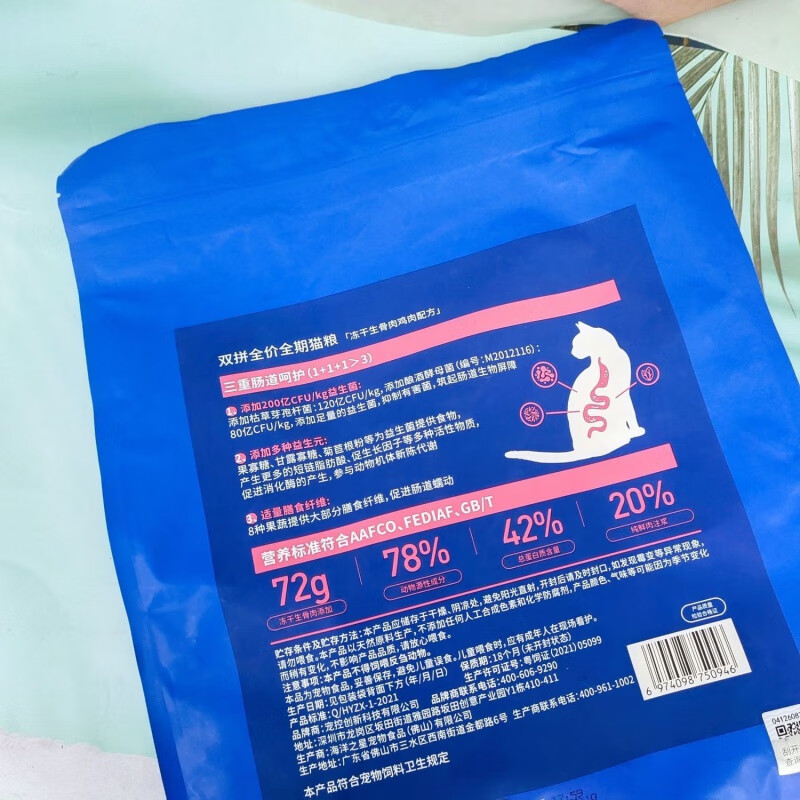 双拼全价全期猫粮「冻干生骨肉鸡肉配方」
三重肠道呵护(1+1+1>3)
1. 添加200亿CFU/kg益生菌:
添加枯草芽孢杆菌:120亿CFU/kg,添加酿酒酵母菌(编号:M2012116):
80亿CFU/kg,添加足量的益生菌,抑制有害菌,筑起肠道生物屏障
2. 添加多种益生元:
果寡糖、甘露寡糖、菊苣根粉等为益生菌提供食物,
产生更多的短链脂肪酸、促生长因子等多种活性物质,
促进消化酶的产生,参与动物机体新陈代谢
3. 适量膳食纤维:
8种果蔬提供大部分膳食纤维,促进肠道蠕动
营养标准符合AAFCO、FEDIAF、GB/T
72g 78% 42% 20%
冻干生骨肉添加 动物源性成分 总蛋白质含量 纯鲜肉注浆
贮存条件及贮存方法:本产品应储存于干燥、阴凉处,避免阳光直射,开封后请及时封口,如发现霉变等异常现象,
请勿喂食。本产品以天然原料生产,不添加任何人工合成色素和化学防腐剂,产品颜色、气味等可能因为季节变化
而稍有变化,不影响产品品质,请放心喂食。
注意事项:本产品不得饲喂反刍动物。
本品为宠物食品,妥善保存,避免儿童误食。儿童喂食时,应有成年人在现场看护。
生产日期:见包装袋背面下方(年/月/日) 保质期:18个月(未开封状态)
产品标准:Q/HYZX-1-2021 生产许可证号:粤饲证(2021)05099
品牌商:宠控创新科技有限公司 品牌商联系电话:400-606-9290
地址:深圳市龙岗区坂田街道雅园路坂田创意产业园Y1栋410-411
生产商:海洋之星宠物食品(佛山)有限公司 生产商联系电话:400-961-1002
地址:广东省佛山市三水区西南街道金都路6号
本产品符合宠物饲料卫生规定
产品质量
检验合格证
6 974098 750946